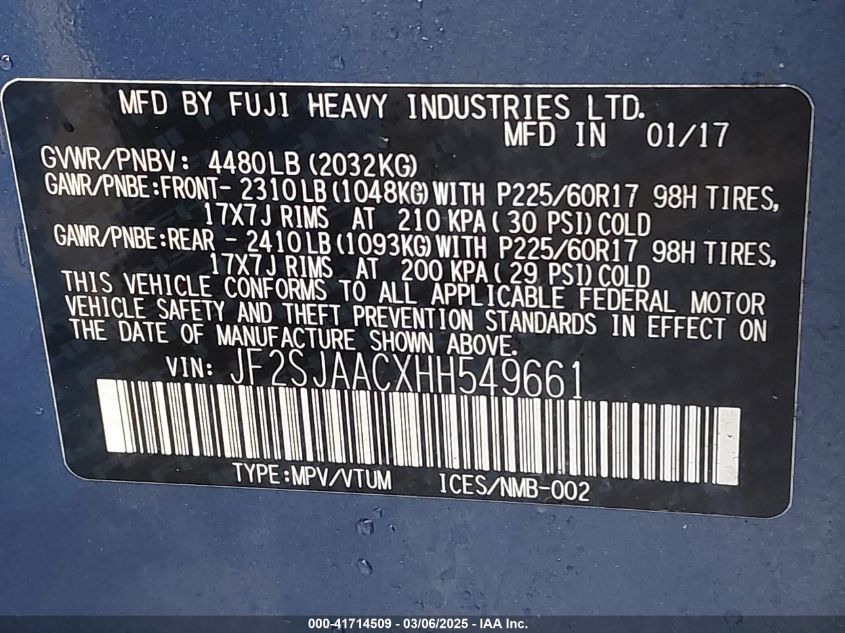 MFD BY FUJI HEAVY INDUSTRIES LTD.
MFD IN 01/17
GVWR/PNBV: 4480LB (2032KG)
GAWR/PNBE:FRONT- 2310 LB (1048KG) WITH P225/60R17 98H TIRES,
17X7J RIMS AT 210 KPA ( 30 PSI) COLD
GAWR/PNBE:REAR - 2410 LB (1093KG) WITH P225/60R17 98H TIRES,
17X7J RIMS AT 200 KPA ( 29 PSI) COLD
THIS VEHICLE CONFORMS TO ALL APPLICABLE FEDERAL MOTOR
VEHICLE SAFETY AND THEFT PREVENTION STANDARDS IN EFFECT ON
THE DATE OF MANUFACTURE SHOWN ABOVE.
VIN: JF2SJAACXHH549661
TYPE:MPV/VTUM ICES/NMB-002
000-41714509 - 03/06/2025 - IAA Inc.